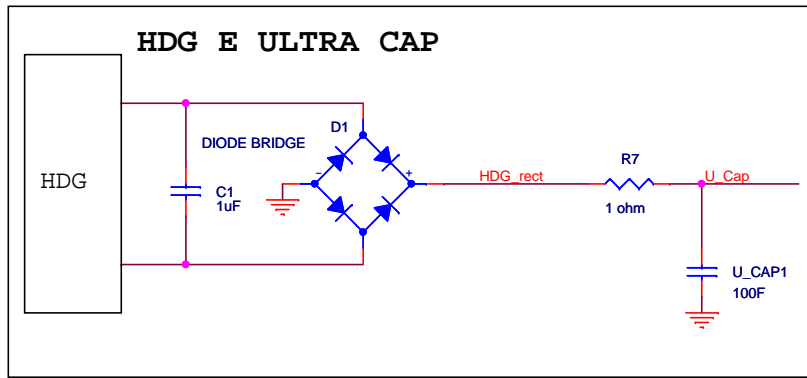 HDG E ULTRA CAP
D1
DIODE BRIDGE
R7
HDG
-
+
HDG_rect
U_Cap
C1
1uF
1 ohm
U_CAP1
100F